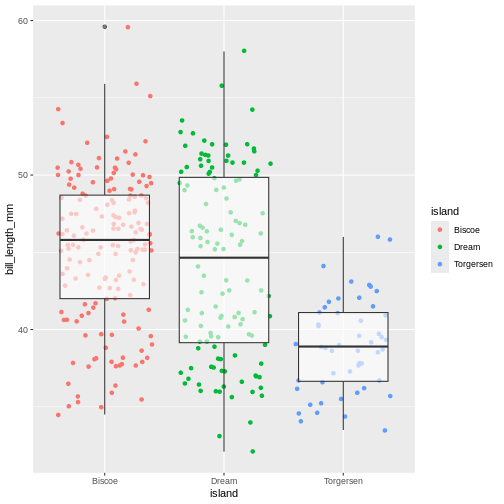 60
50
40
bill_length_mm
Biscoe
Dream
Torgersen
island
island
Biscoe
Dream
Torgersen